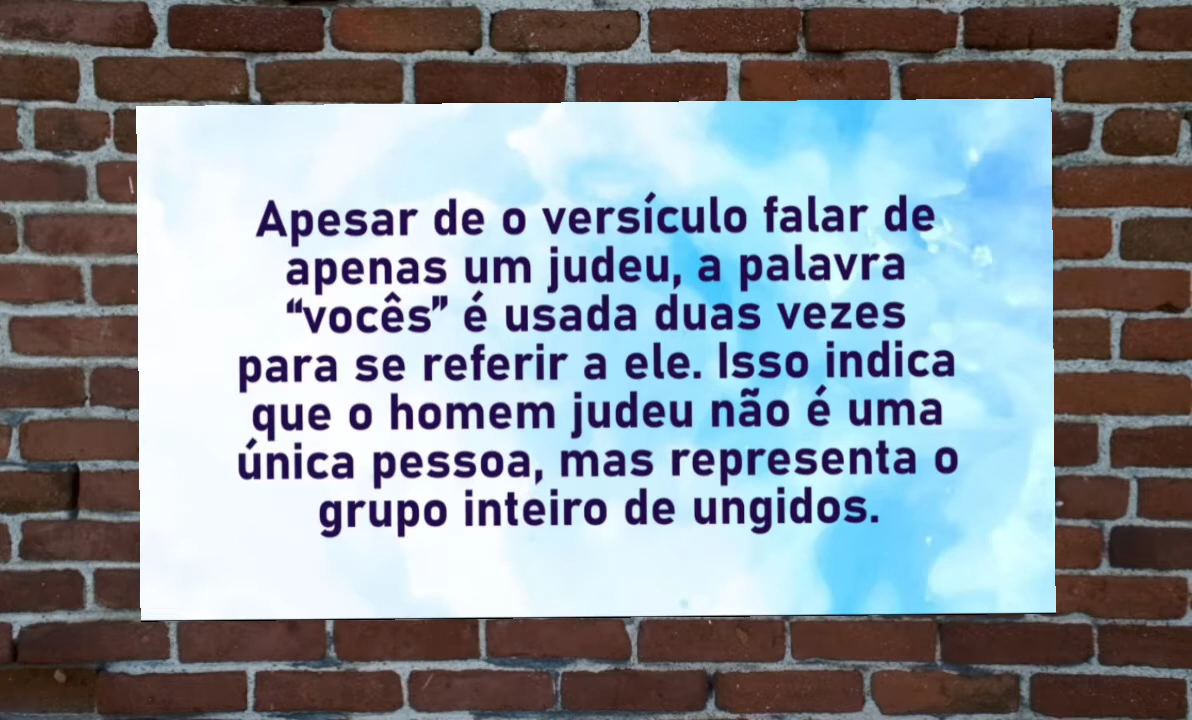 Apesar de o versículo falar de
apenas um judeu, a palavra
“vocês” é usada duas vezes
para se referir a ele. Isso indica
que o homem judeu não é uma
única pessoa, mas representa o
grupo inteiro de ungidos.